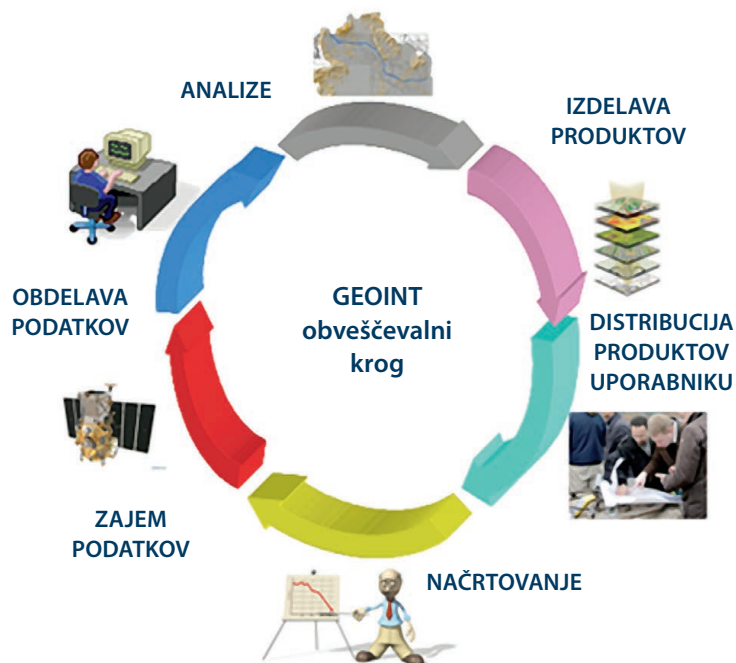 ANALIZE
IZDELAVA
PRODUKTOV
GEOINT
obveščevalni
krog
OBDELAVA
PODATKOV
DISTRIBUCIJA
PRODUKTOV
UPORABNIKU
ZAJEM
PODATKOV
NAČRTOVANJE